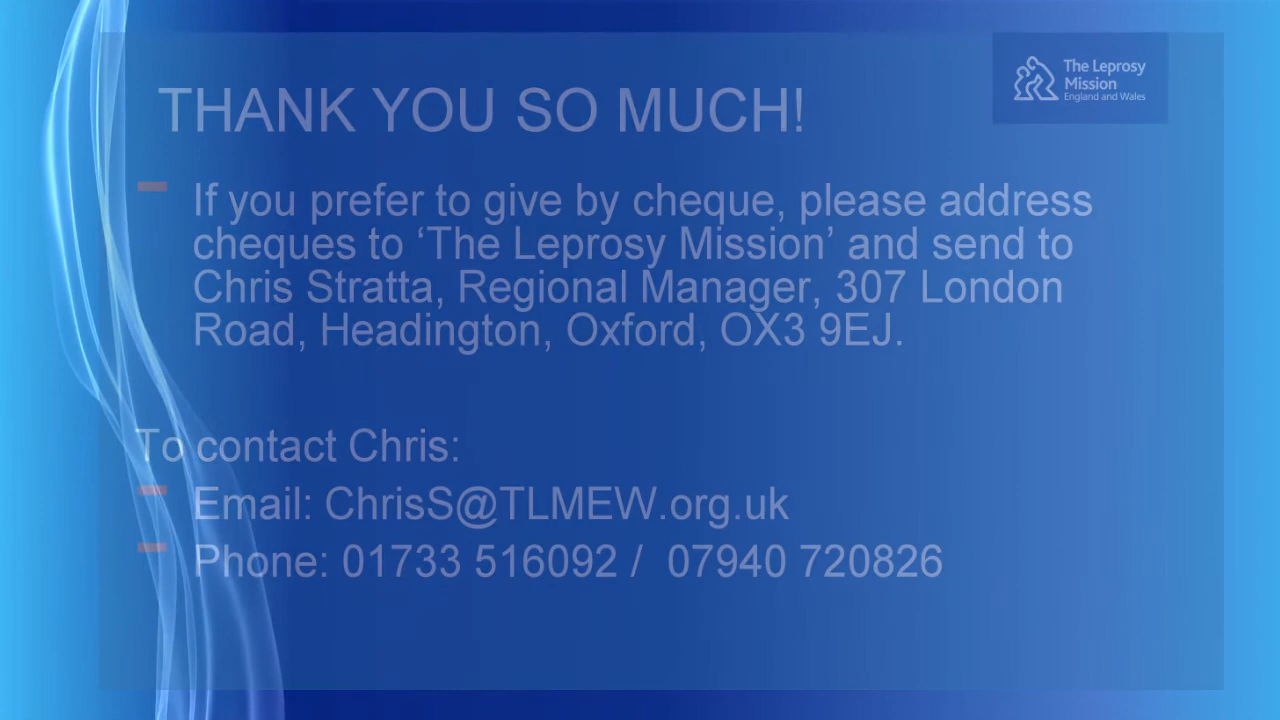 The Leprosy
Mission
England and Wales
THANK YOU SO MUCH!
If you prefer to give by cheque, please address
cheques to ‘The Leprosy Mission’ and send to
Chris Stratta, Regional Manager, 307 London
Road, Headington, Oxford, OX3 9EJ.
To contact Chris:
Email: ChrisS@TLMEW.org.uk
Phone: 01733 516092 / 07940 720826